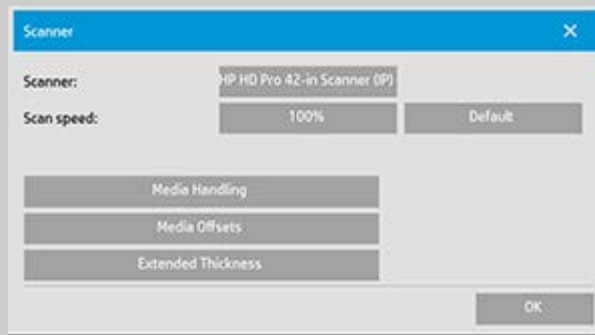 Scanner
Scanner: HP HD Pro 42-in Scanner (IP)
Scan speed: 100% Default
Media Handling
Media Offsets
Extended Thickness
OK